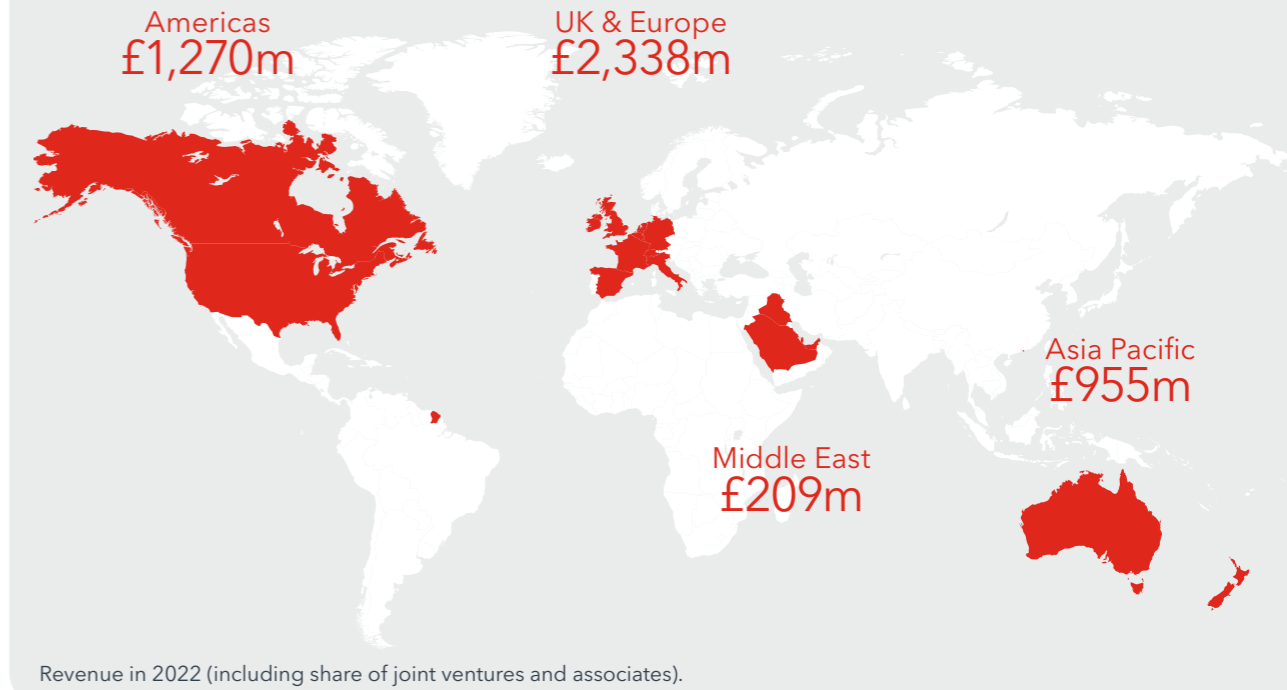 Americas
£1,270m
UK & Europe
£2,338m
Asia Pacific
£955m
Middle East
£209m
Revenue in 2022 (including share of joint ventures and associates).